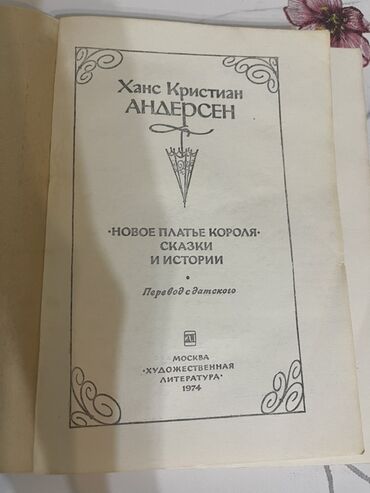 Ханс Кристиан
АНДЕРСЕН
·НОВОЕ ПЛАТЬЕ КОРОЛЯ·
СКАЗКИ
И ИСТОРИИ
Перевод с датского
МОСКВА
·ХУДОЖЕСТВЕННАЯ
ЛИТЕРАТУРА·
1974